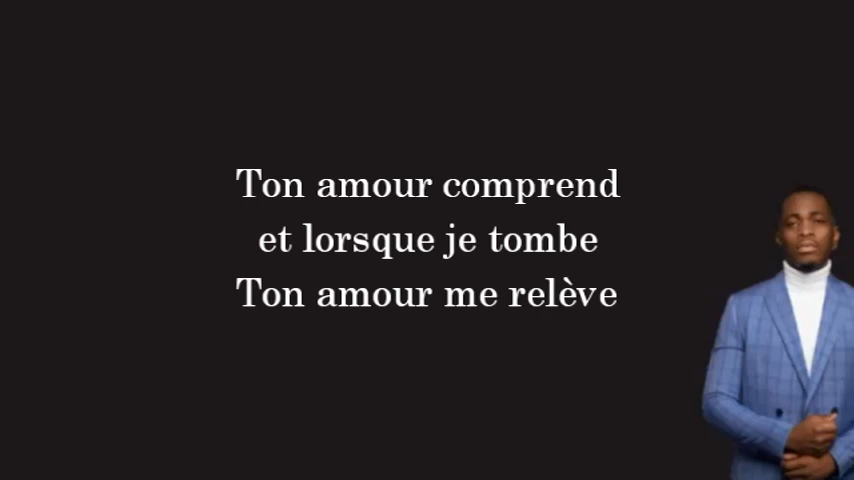 Ton amour comprend
et lorsque je tombe
Ton amour me relève